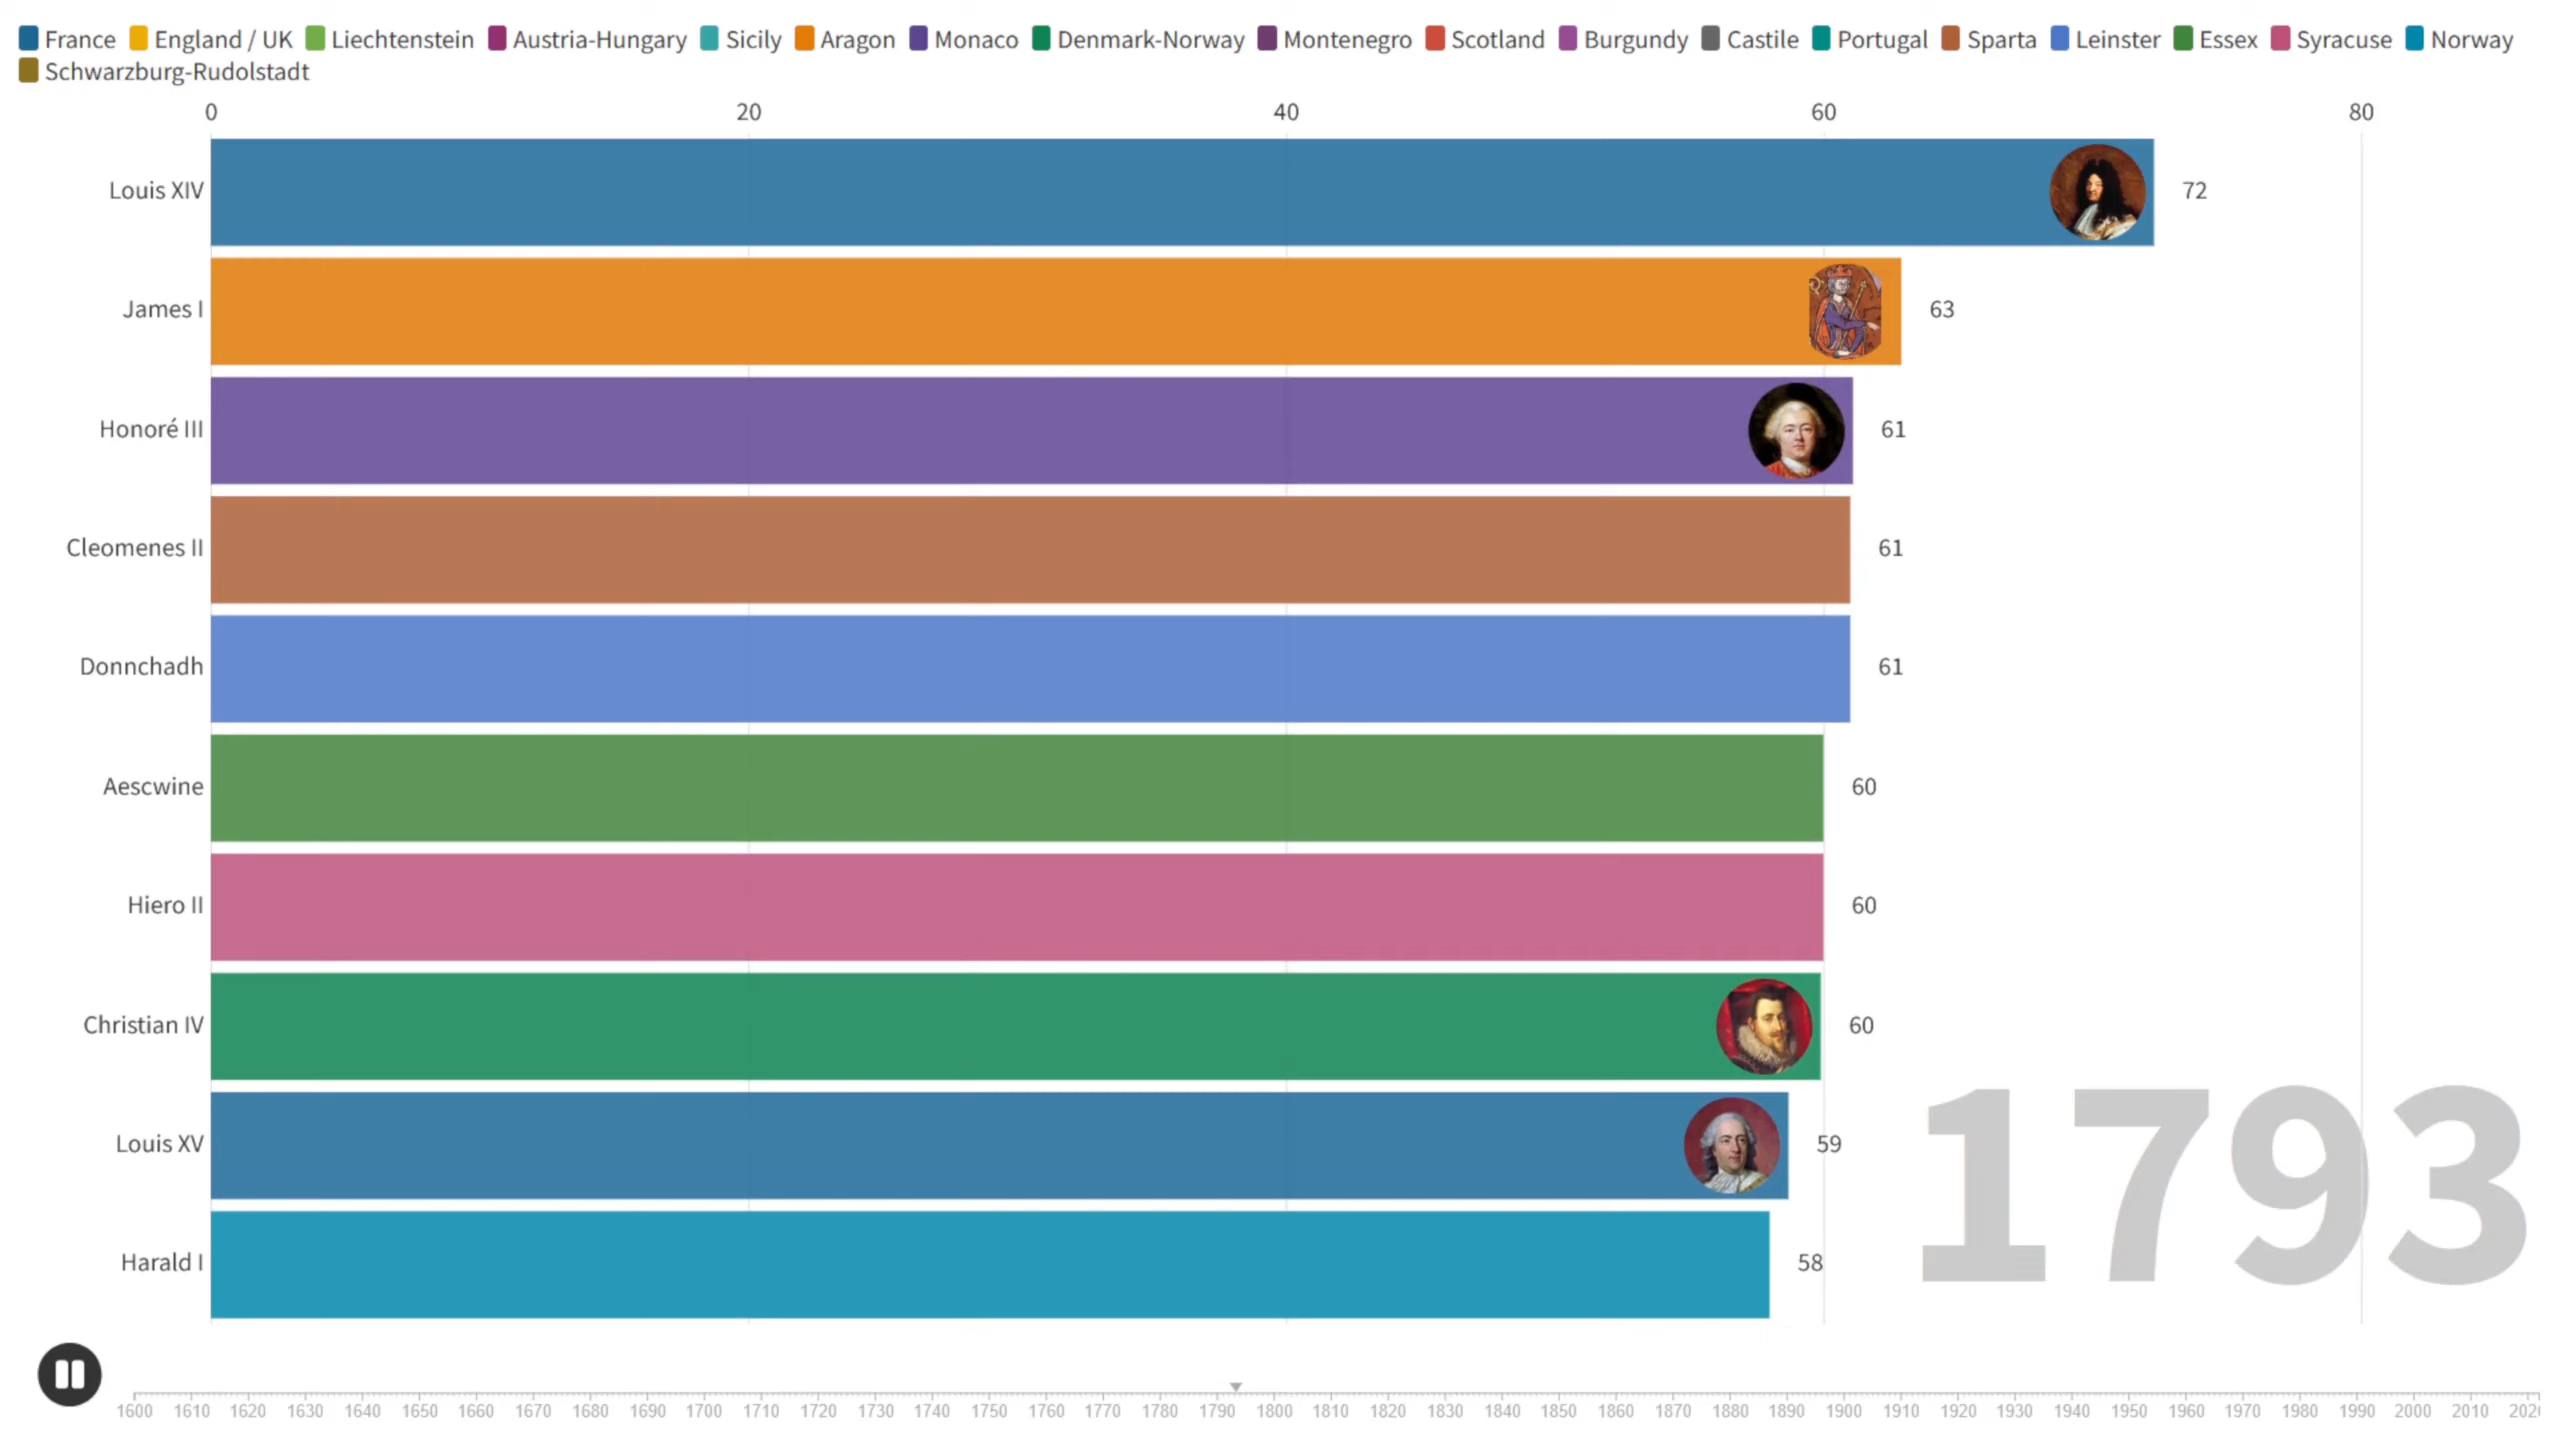 France England / UK Liechtenstein Austria-Hungary Sicily Aragon Monaco Denmark-Norway Montenegro Scotland Burgundy Castile Portugal Sparta Leinster Essex Syracuse Norway
Schwarzburg-Rudolstadt
0 20 40 60 80
Louis XIV 72
James I 63
Honoré III 61
Cleomenes II 61
Donnchadh 61
Aescwine 60
Hiero II 60
Christian IV 60
Louis XV 59
Harald I 58
1793
1600 1610 1620 1630 1640 1650 1660 1670 1680 1690 1700 1710 1720 1730 1740 1750 1760 1770 1780 1790 1800 1810 1820 1830 1840 1850 1860 1870 1880 1890 1900 1910 1920 1930 1940 1950 1960 1970 1980 1990 2000 2010